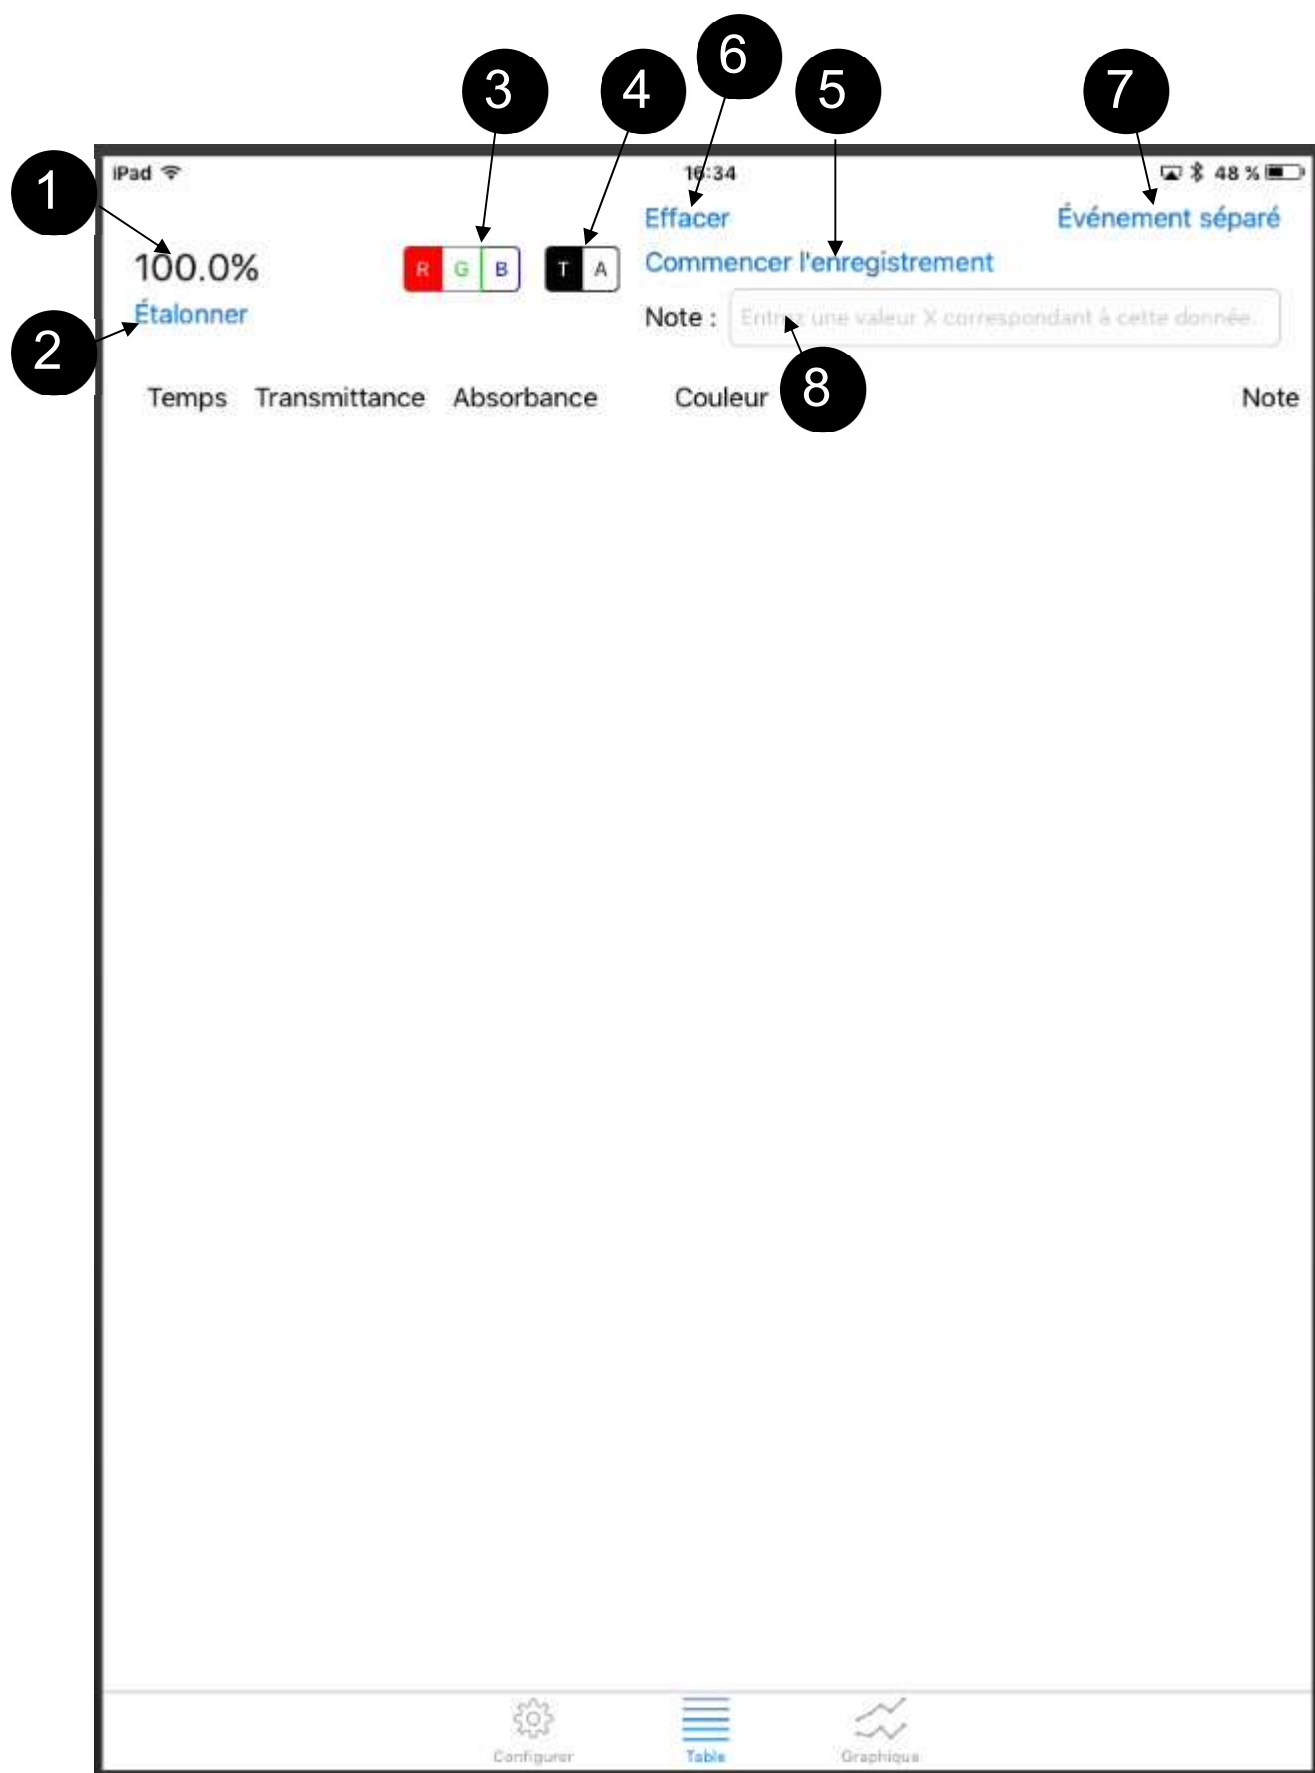 6
3 4 5 7
1
iPad 16:34 48 %
Effacer Événement séparé
100.0% R G B T A Commencer l'enregistrement
Étalonner Note : Entrez une valeur X correspondant à cette donnée.
2
8
Temps Transmittance Absorbance Couleur Note
Configurer Table Graphique